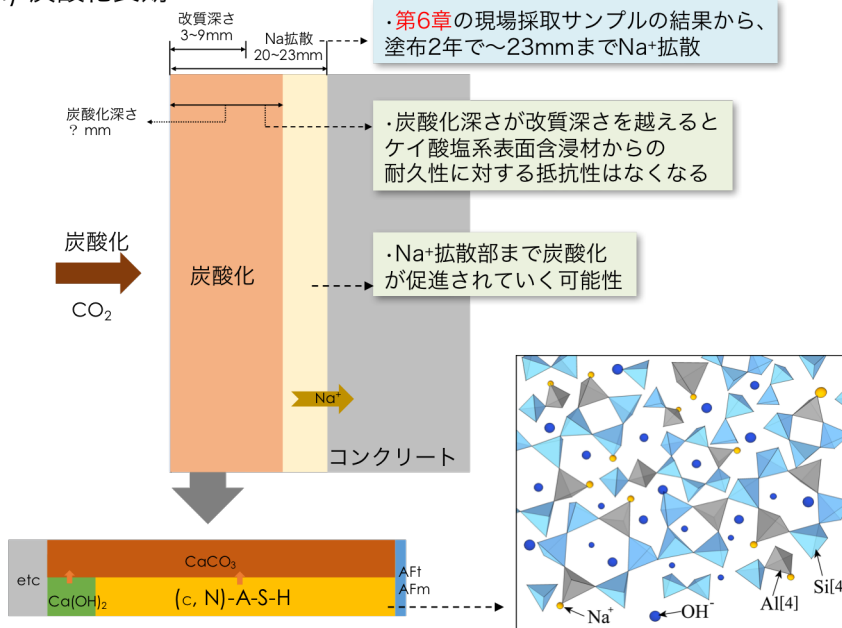 改質深さ
3~9mm
Na拡散
20~23mm
・第6章の現場採取サンプルの結果から、
塗布2年で〜23mmまでNa⁺拡散
炭酸化深さ
？mm
・炭酸化深さが改質深さを越えると
ケイ酸塩系表面含浸材からの
耐久性に対する抵抗性はなくなる
炭酸化
CO₂
炭酸化
・Na⁺拡散部まで炭酸化
が促進されていく可能性
Na⁺
コンクリート
etc
CaCO₃
Ca(OH)₂
(C, N)-A-S-H
AFt
AFm
Na⁺
OH⁻
Al[4]
Si[4